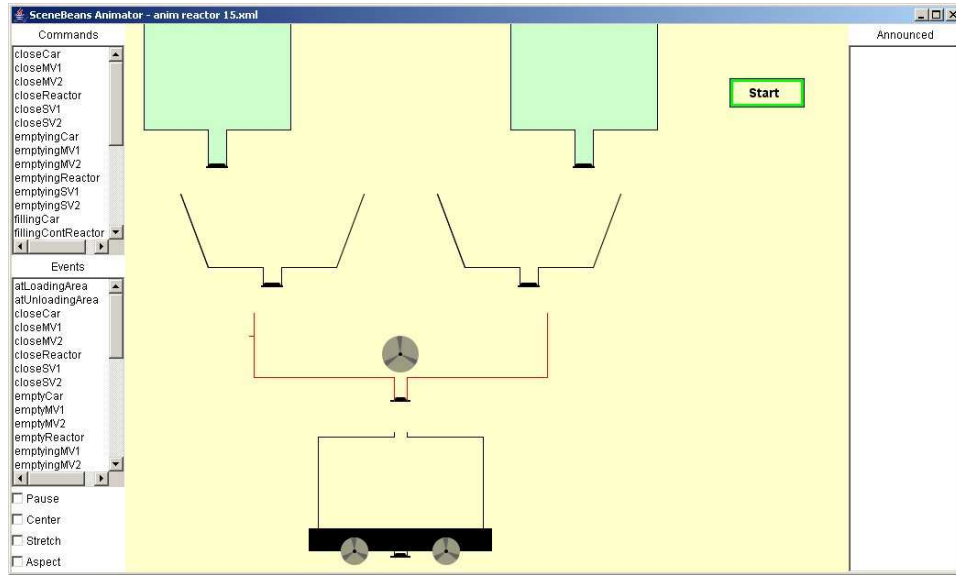 SceneBeans Animator - anim reactor 15.xml
Commands
closeCar
closeMV1
closeMV2
closeReactor
closeSV1
closeSV2
emptyingCar
emptyingMV1
emptyingMV2
emptyingReactor
emptyingSV1
emptyingSV2
fillingCar
fillingContReactor
Events
atLoadingArea
atUnloadingArea
closeCar
closeMV1
closeMV2
closeReactor
closeSV1
closeSV2
emptyCar
emptyMV1
emptyMV2
emptyReactor
emptyingMV1
emptyingMV2
Pause
Center
Stretch
Aspect
Start
Announced